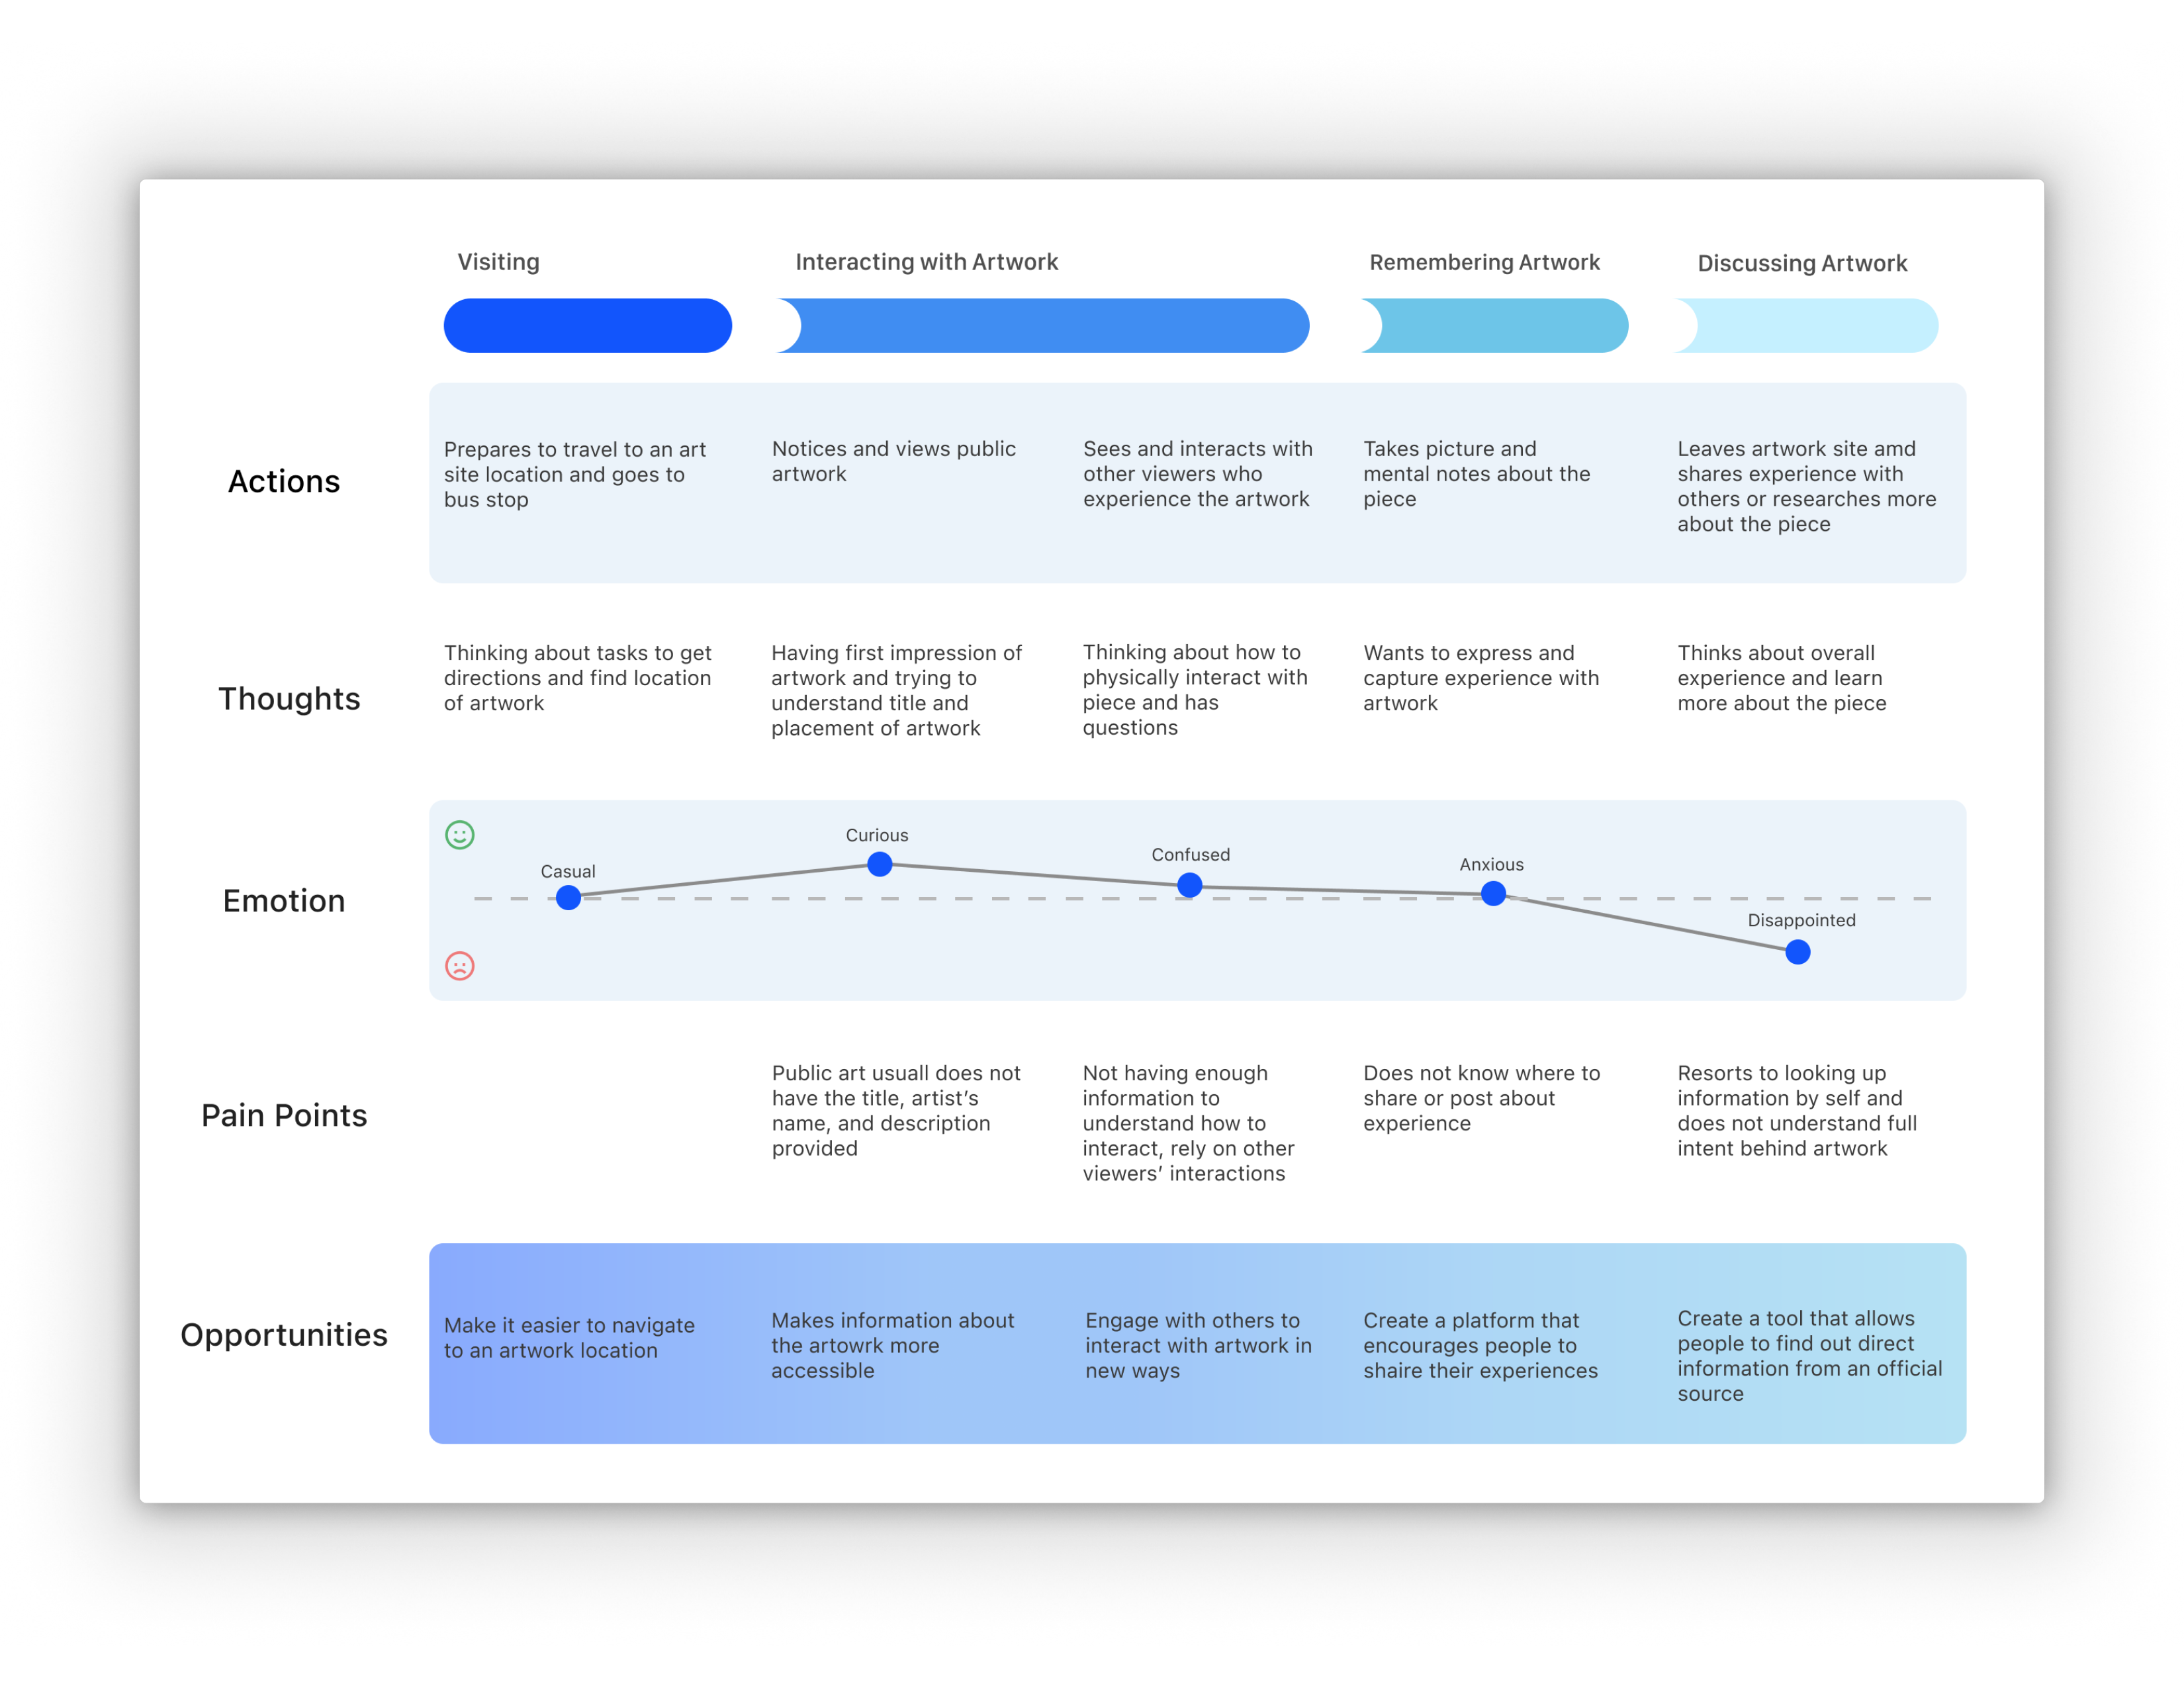 Visiting
Interacting with Artwork
Remembering Artwork
Discussing Artwork
Actions
Prepares to travel to an art
site location and goes to
bus stop
Notices and views public
artwork
Sees and interacts with
other viewers who
experience the artwork
Takes picture and
mental notes about the
piece
Leaves artwork site amd
shares experience with
others or researches more
about the piece
Thoughts
Thinking about tasks to get
directions and find location
of artwork
Having first impression of
artwork and trying to
understand title and
placement of artwork
Thinking about how to
physically interact with
piece and has
questions
Wants to express and
capture experience with
artwork
Thinks about overall
experience and learn
more about the piece
Emotion
Casual
Curious
Confused
Anxious
Disappointed
Pain Points
Public art usuall does not
have the title, artist’s
name, and description
provided
Not having enough
information to
understand how to
interact, rely on other
viewers’ interactions
Does not know where to
share or post about
experience
Resorts to looking up
information by self and
does not understand full
intent behind artwork
Opportunities
Make it easier to navigate
to an artwork location
Makes information about
the artowrk more
accessible
Engage with others to
interact with artwork in
new ways
Create a platform that
encourages people to
shaire their experiences
Create a tool that allows
people to find out direct
information from an official
source